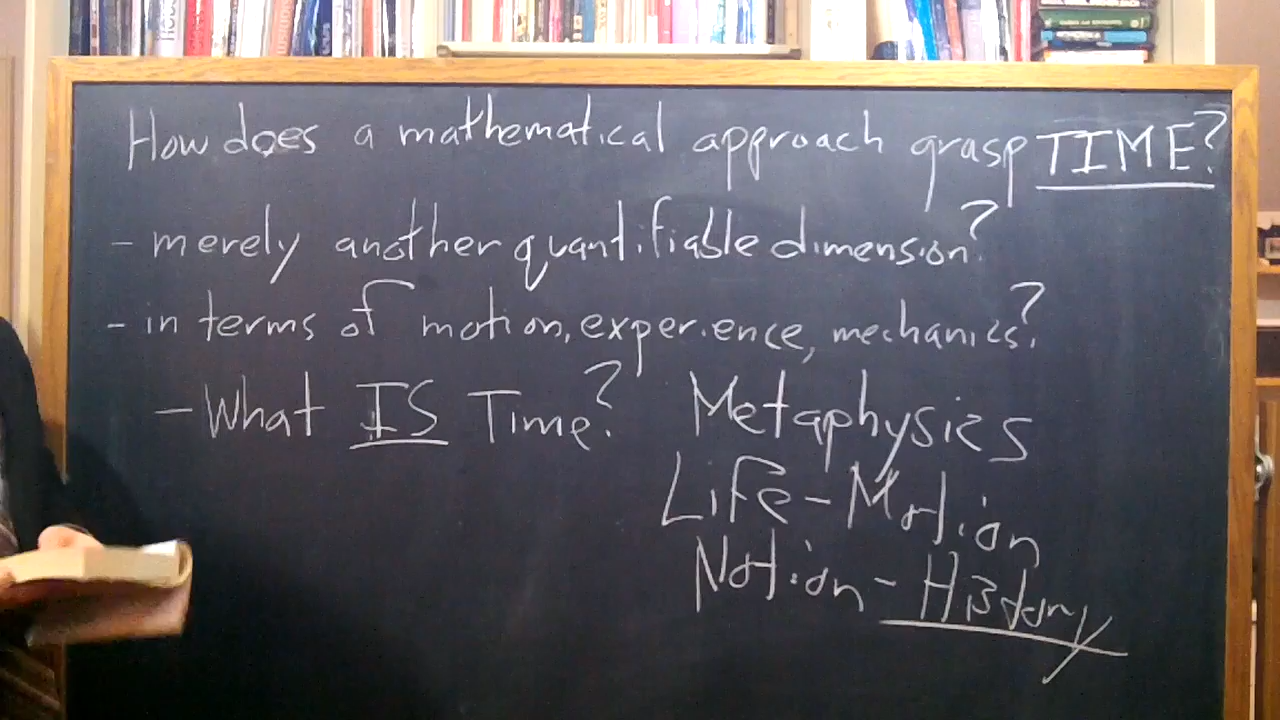 How does a mathematical approach grasp TIME?
- merely another quantifiable dimension?
- in terms of motion, experience, mechanics?
- What IS Time? Metaphysics
Life - Motion
Notion - History